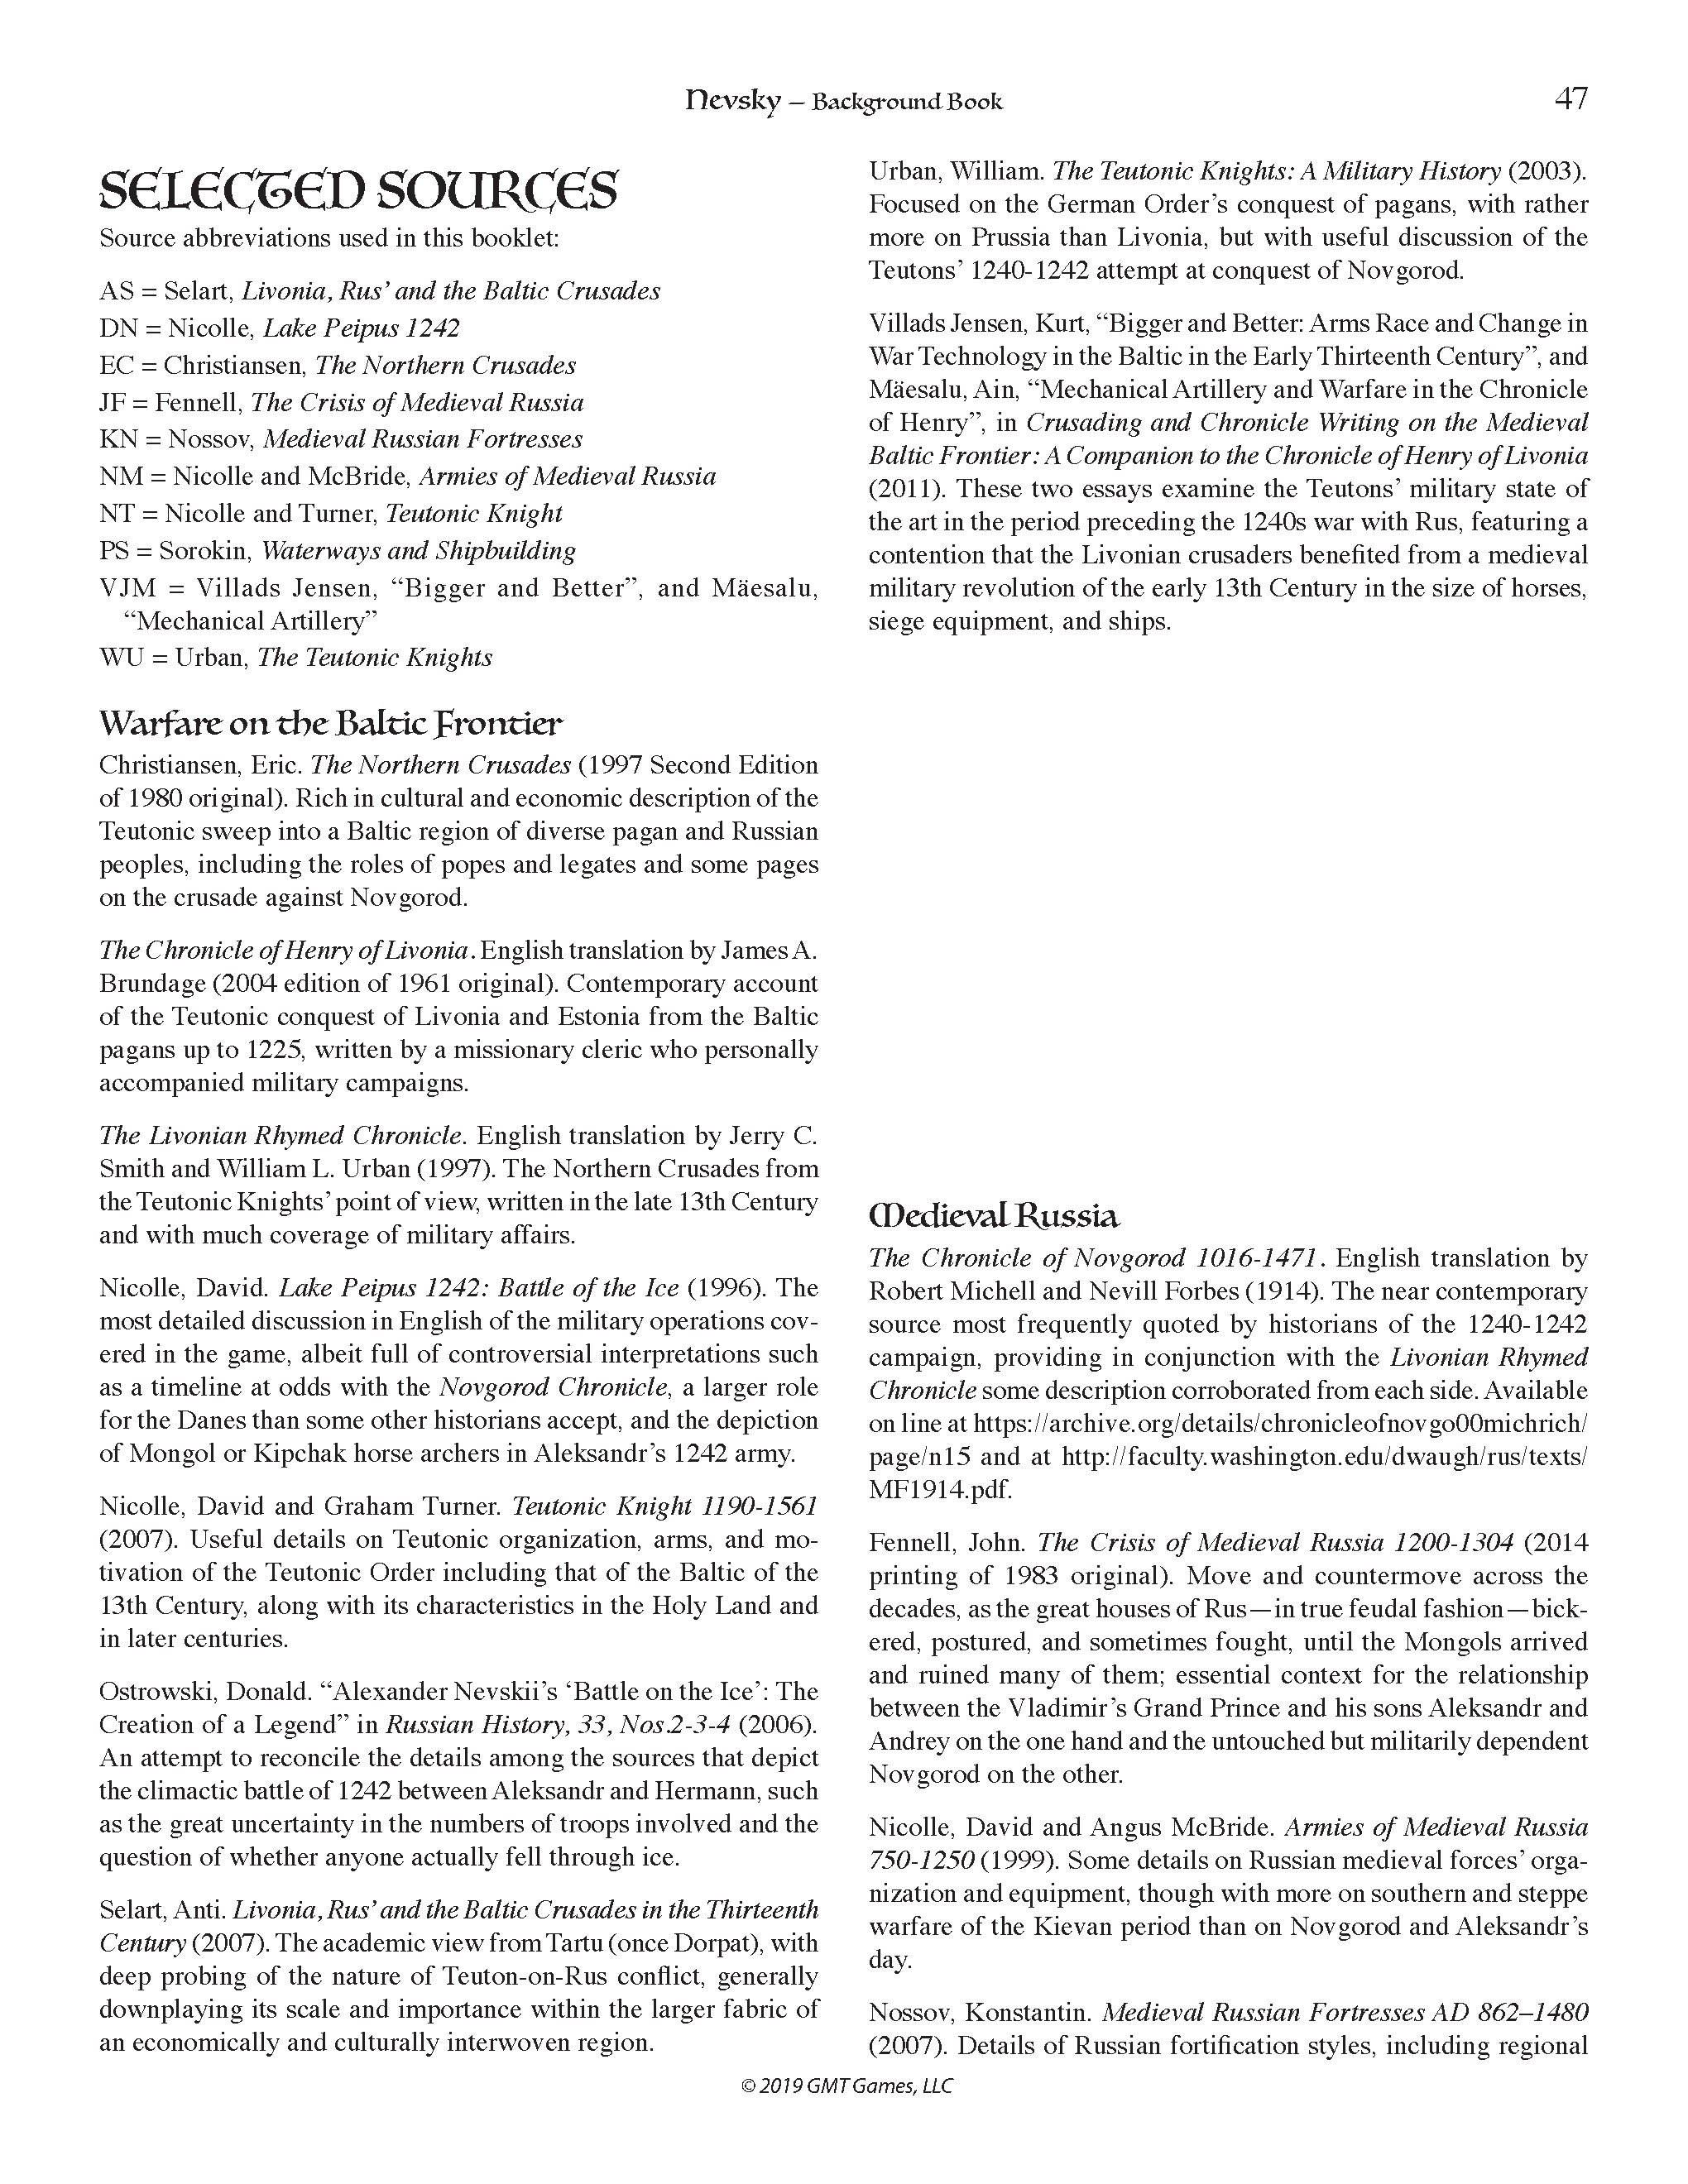 Nevsky – Background Book
47
SELECTED SOURCES
Source abbreviations used in this booklet:
AS = Selart, Livonia, Rus’ and the Baltic Crusades
DN = Nicolle, Lake Peipus 1242
EC = Christiansen, The Northern Crusades
JF = Fennell, The Crisis of Medieval Russia
KN = Nossov, Medieval Russian Fortresses
NM = Nicolle and McBride, Armies of Medieval Russia
NT = Nicolle and Turner, Teutonic Knight
PS = Sorokin, Waterways and Shipbuilding
VJM = Villads Jensen, “Bigger and Better”, and Mäesalu,
“Mechanical Artillery”
WU = Urban, The Teutonic Knights
Warfare on the Baltic Frontier
Christiansen, Eric. The Northern Crusades (1997 Second Edition
of 1980 original). Rich in cultural and economic description of the
Teutonic sweep into a Baltic region of diverse pagan and Russian
peoples, including the roles of popes and legates and some pages
on the crusade against Novgorod.
The Chronicle of Henry of Livonia. English translation by James A.
Brundage (2004 edition of 1961 original). Contemporary account
of the Teutonic conquest of Livonia and Estonia from the Baltic
pagans up to 1225, written by a missionary cleric who personally
accompanied military campaigns.
The Livonian Rhymed Chronicle. English translation by Jerry C.
Smith and William L. Urban (1997). The Northern Crusades from
the Teutonic Knights’ point of view, written in the late 13th Century
and with much coverage of military affairs.
Nicolle, David. Lake Peipus 1242: Battle of the Ice (1996). The
most detailed discussion in English of the military operations cov-
ered in the game, albeit full of controversial interpretations such
as a timeline at odds with the Novgorod Chronicle, a larger role
for the Danes than some other historians accept, and the depiction
of Mongol or Kipchak horse archers in Aleksandr’s 1242 army.
Nicolle, David and Graham Turner. Teutonic Knight 1190-1561
(2007). Useful details on Teutonic organization, arms, and mo-
tivation of the Teutonic Order including that of the Baltic of the
13th Century, along with its characteristics in the Holy Land and
in later centuries.
Ostrowski, Donald. “Alexander Nevskii’s ‘Battle on the Ice’: The
Creation of a Legend” in Russian History, 33, Nos.2-3-4 (2006).
An attempt to reconcile the details among the sources that depict
the climactic battle of 1242 between Aleksandr and Hermann, such
as the great uncertainty in the numbers of troops involved and the
question of whether anyone actually fell through ice.
Selart, Anti. Livonia, Rus’ and the Baltic Crusades in the Thirteenth
Century (2007). The academic view from Tartu (once Dorpat), with
deep probing of the nature of Teuton-on-Rus conflict, generally
downplaying its scale and importance within the larger fabric of
an economically and culturally interwoven region.
Urban, William. The Teutonic Knights: A Military History (2003).
Focused on the German Order’s conquest of pagans, with rather
more on Prussia than Livonia, but with useful discussion of the
Teutons’ 1240-1242 attempt at conquest of Novgorod.
Villads Jensen, Kurt, “Bigger and Better: Arms Race and Change in
War Technology in the Baltic in the Early Thirteenth Century”, and
Mäesalu, Ain, “Mechanical Artillery and Warfare in the Chronicle
of Henry”, in Crusading and Chronicle Writing on the Medieval
Baltic Frontier: A Companion to the Chronicle of Henry of Livonia
(2011). These two essays examine the Teutons’ military state of
the art in the period preceding the 1240s war with Rus, featuring a
contention that the Livonian crusaders benefited from a medieval
military revolution of the early 13th Century in the size of horses,
siege equipment, and ships.
Medieval Russia
The Chronicle of Novgorod 1016-1471. English translation by
Robert Michell and Nevill Forbes (1914). The near contemporary
source most frequently quoted by historians of the 1240-1242
campaign, providing in conjunction with the Livonian Rhymed
Chronicle some description corroborated from each side. Available
on line at https://archive.org/details/chronicleofnovgo00michrich/
page/n15 and at http://faculty.washington.edu/dwaugh/rus/texts/
MF1914.pdf.
Fennell, John. The Crisis of Medieval Russia 1200-1304 (2014
printing of 1983 original). Move and countermove across the
decades, as the great houses of Rus—in true feudal fashion—bick-
ered, postured, and sometimes fought, until the Mongols arrived
and ruined many of them; essential context for the relationship
between the Vladimir’s Grand Prince and his sons Aleksandr and
Andrey on the one hand and the untouched but militarily dependent
Novgorod on the other.
Nicolle, David and Angus McBride. Armies of Medieval Russia
750-1250 (1999). Some details on Russian medieval forces’ orga-
nization and equipment, though with more on southern and steppe
warfare of the Kievan period than on Novgorod and Aleksandr’s
day.
Nossov, Konstantin. Medieval Russian Fortresses AD 862–1480
(2007). Details of Russian fortification styles, including regional
© 2019 GMT Games, LLC